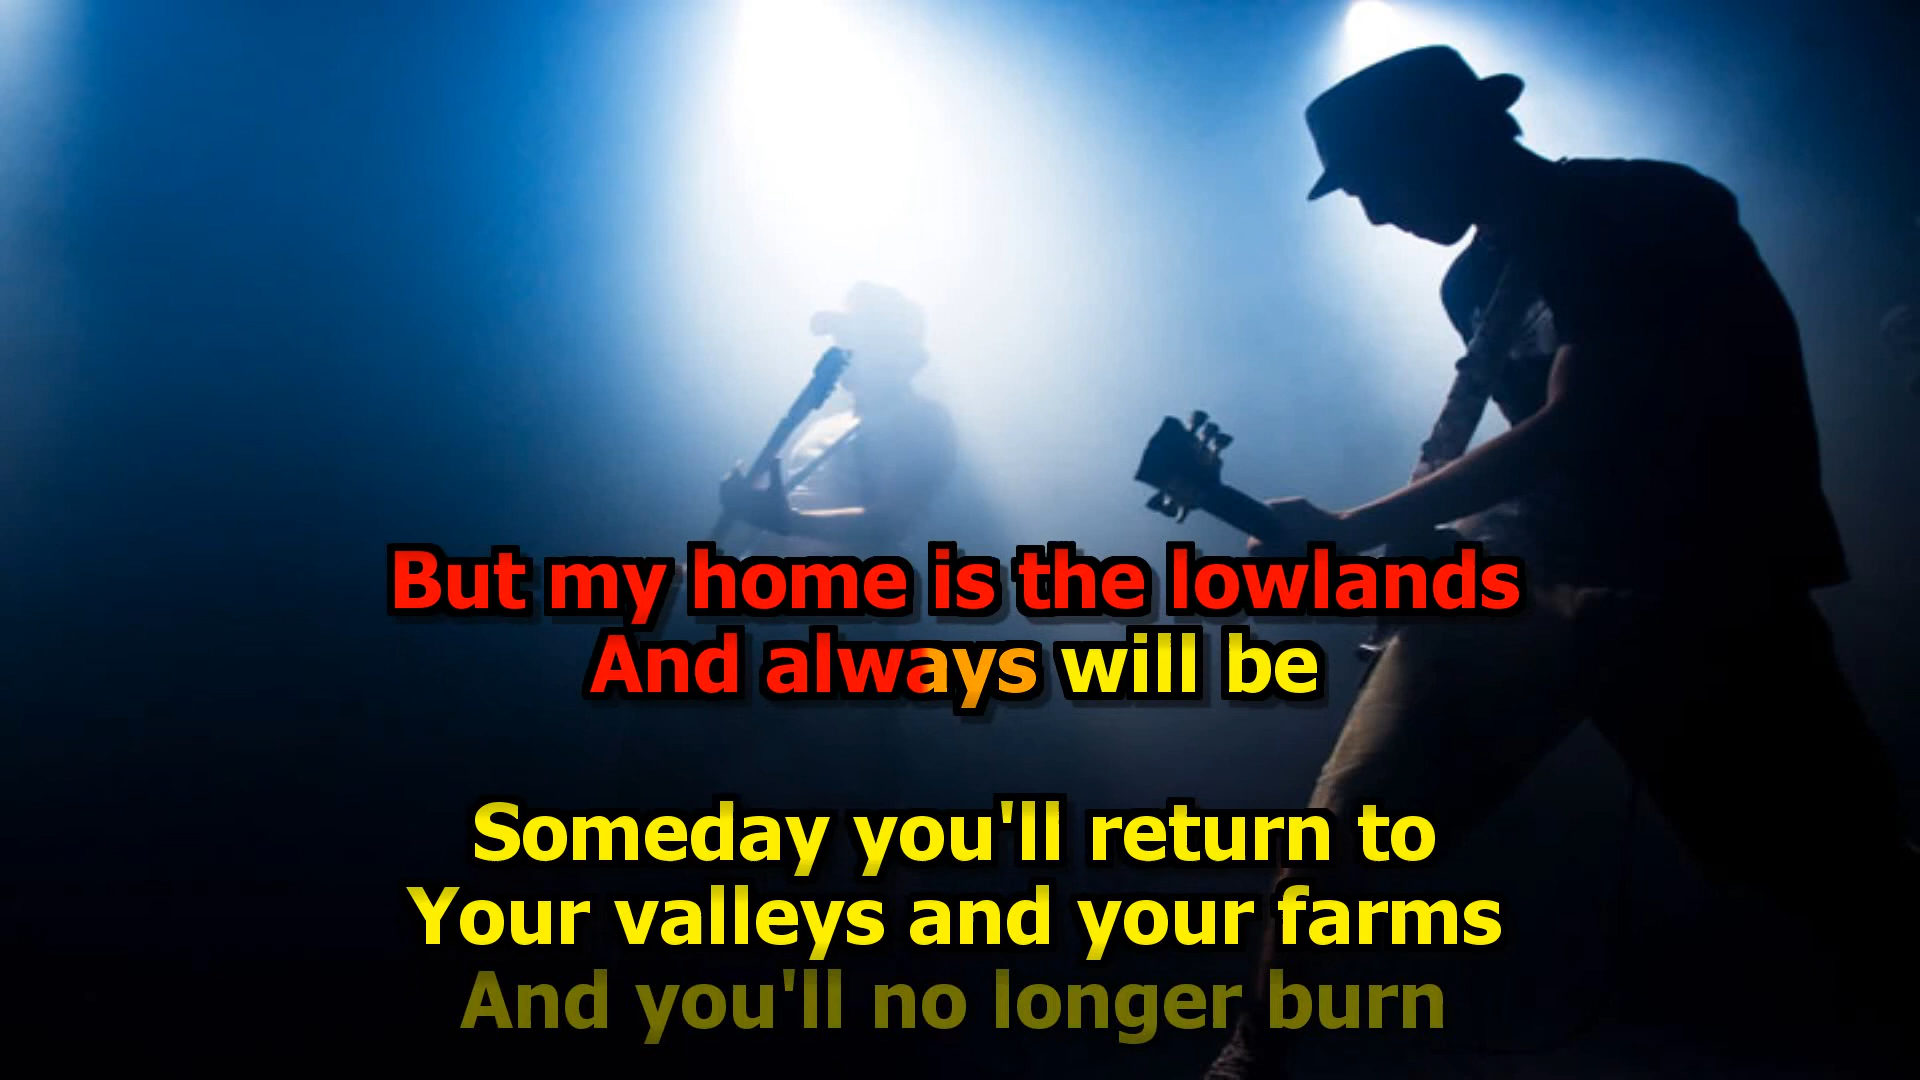 But my home is the lowlands
And always will be
Someday you'll return to
Your valleys and your farms
And you'll no longer burn